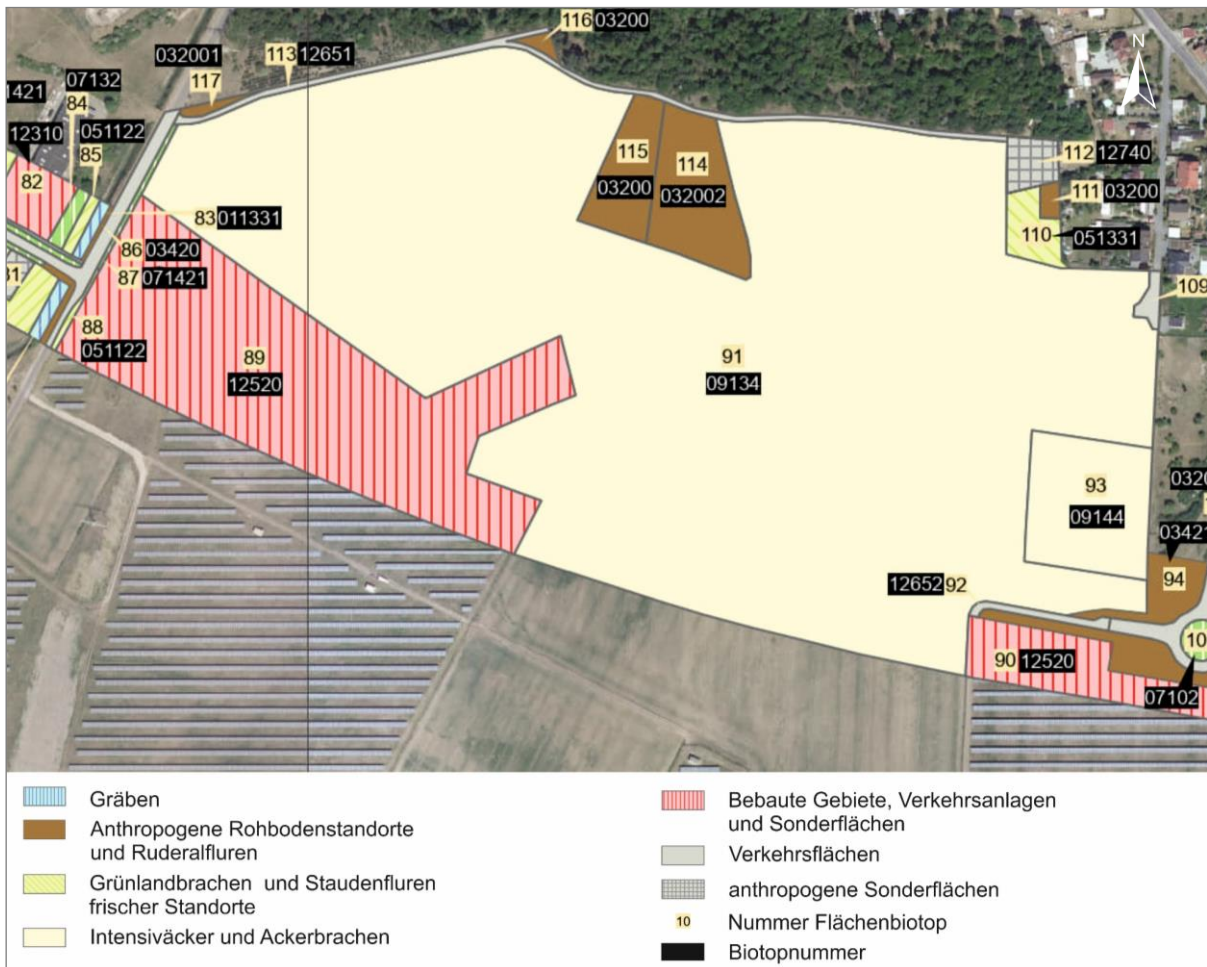 116 03200
N
032001
113 12651
07132
117
1421
84
051122
12310
85
115
112 12740
82
114
03200
111 03200
032002
83 011331
110
051331
86 03420
87 071421
109
88
051122
89
91
12520
09134
93
0320
09144
03421
12652 92
94
10
90 12520
07102
Gräben
Anthropogene Rohbodenstandorte
und Ruderalfluren
Grünlandbrachen und Staudenfluren
frischer Standorte
Intensiväcker und Ackerbrachen
Bebaute Gebiete, Verkehrsanlagen
und Sonderflächen
Verkehrsflächen
anthropogene Sonderflächen
10 Nummer Flächenbiotop
Biotopnummer